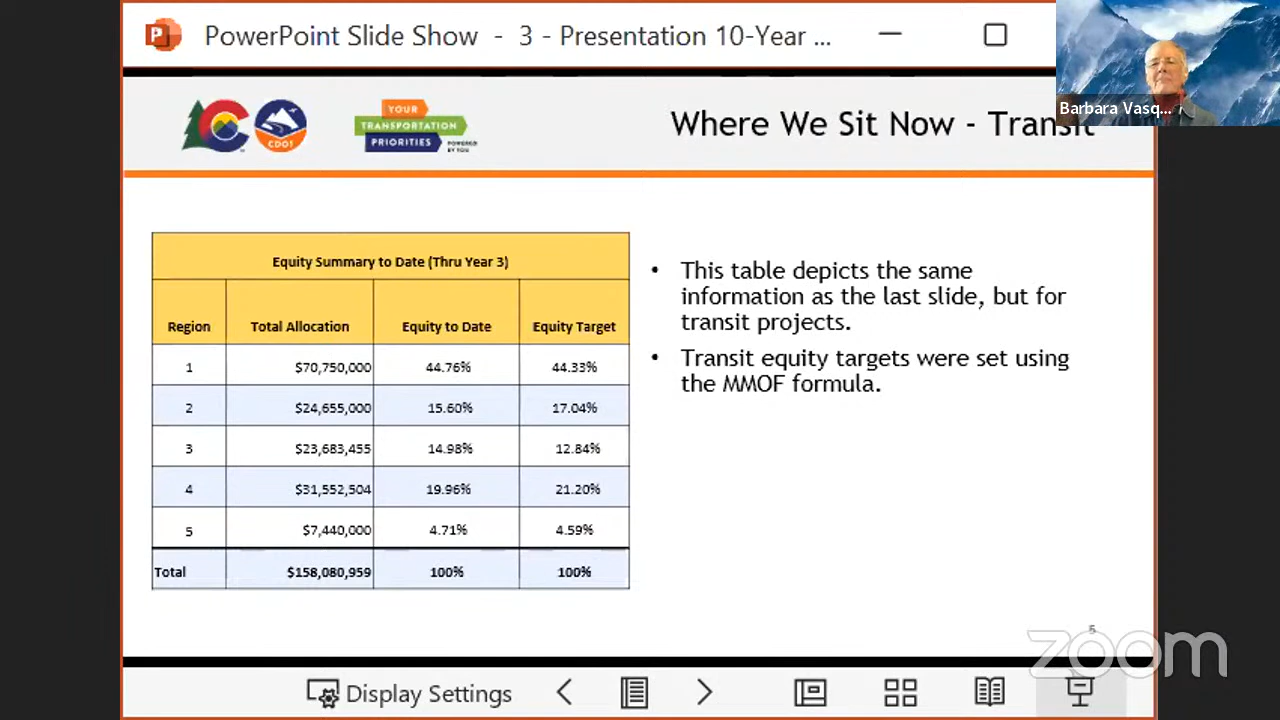 PowerPoint Slide Show - 3 - Presentation 10-Year ...
Barbara Vasq...
CDOT
YOUR
TRANSPORTATION
PRIORITIES
POWERED
BY YOU
Where We Sit Now - Transit
Equity Summary to Date (Thru Year 3)
Region Total Allocation Equity to Date Equity Target
1 $70,750,000 44.76% 44.33%
2 $24,655,000 15.60% 17.04%
3 $23,683,455 14.98% 12.84%
4 $31,552,504 19.96% 21.20%
5 $7,440,000 4.71% 4.59%
Total $158,080,959 100% 100%
• This table depicts the same
information as the last slide, but for
transit projects.
• Transit equity targets were set using
the MMOF formula.
5
zoom
Display Settings